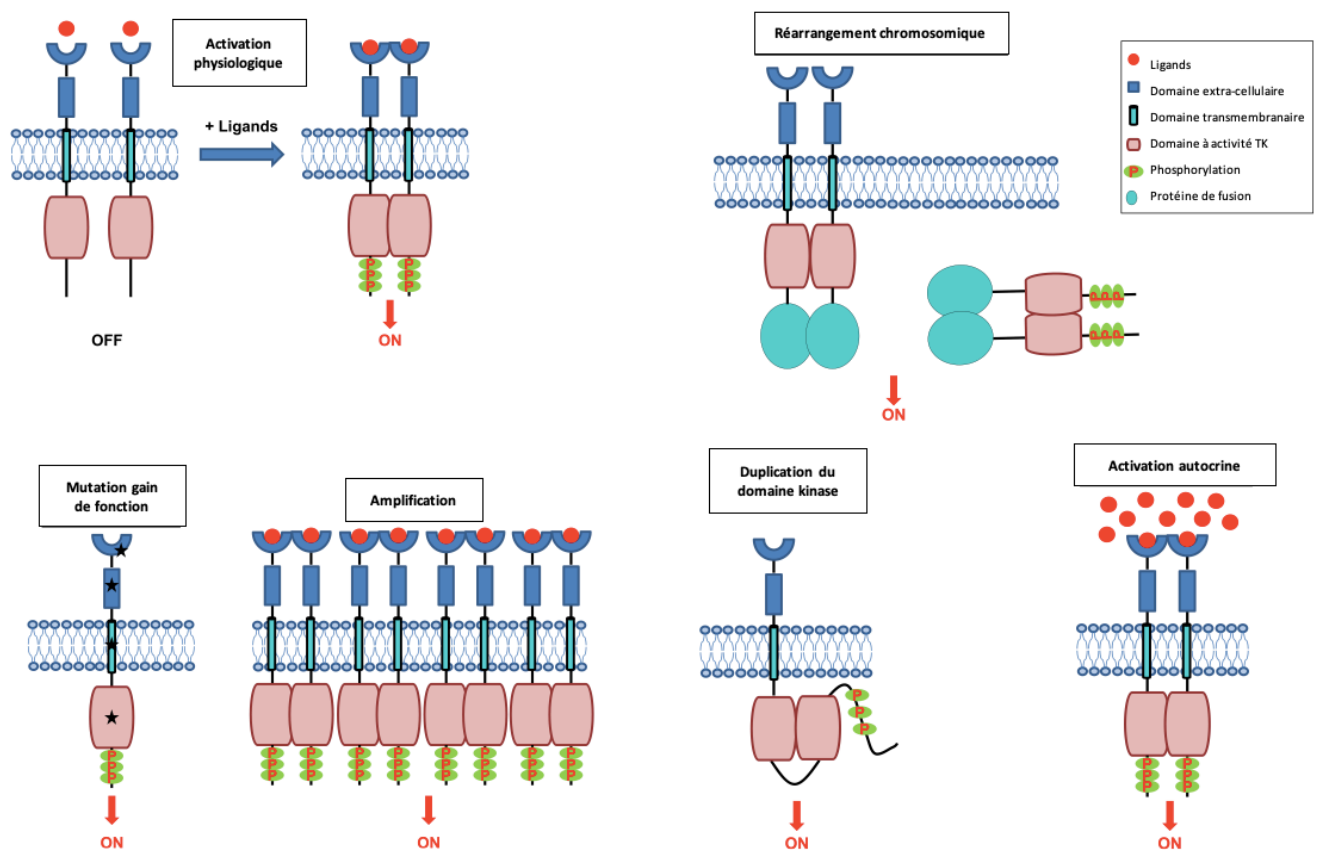 Activation
physiologique
+ Ligands
P
P
P
P
P
P
OFF
ON
Réarrangement chromosomique
P P P
P P P
ON
Ligands
Domaine extra-cellulaire
Domaine transmembranaire
Domaine à activité TK
P Phosphorylation
Protéine de fusion
Mutation gain
de fonction
P
P
P
ON
Amplification
P P P P P P P P
P P P P P P P P
P P P P P P P P
ON
Duplication du
domaine kinase
P
P
P
ON
Activation autocrine
P P
P P
P P
ON